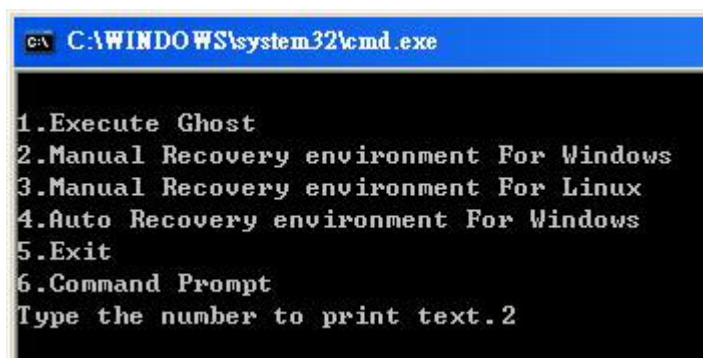 C:\WINDOWS\system32\cmd.exe
1.Execute Ghost
2.Manual Recovery environment For Windows
3.Manual Recovery environment For Linux
4.Auto Recovery environment For Windows
5.Exit
6.Command Prompt
Type the number to print text.2